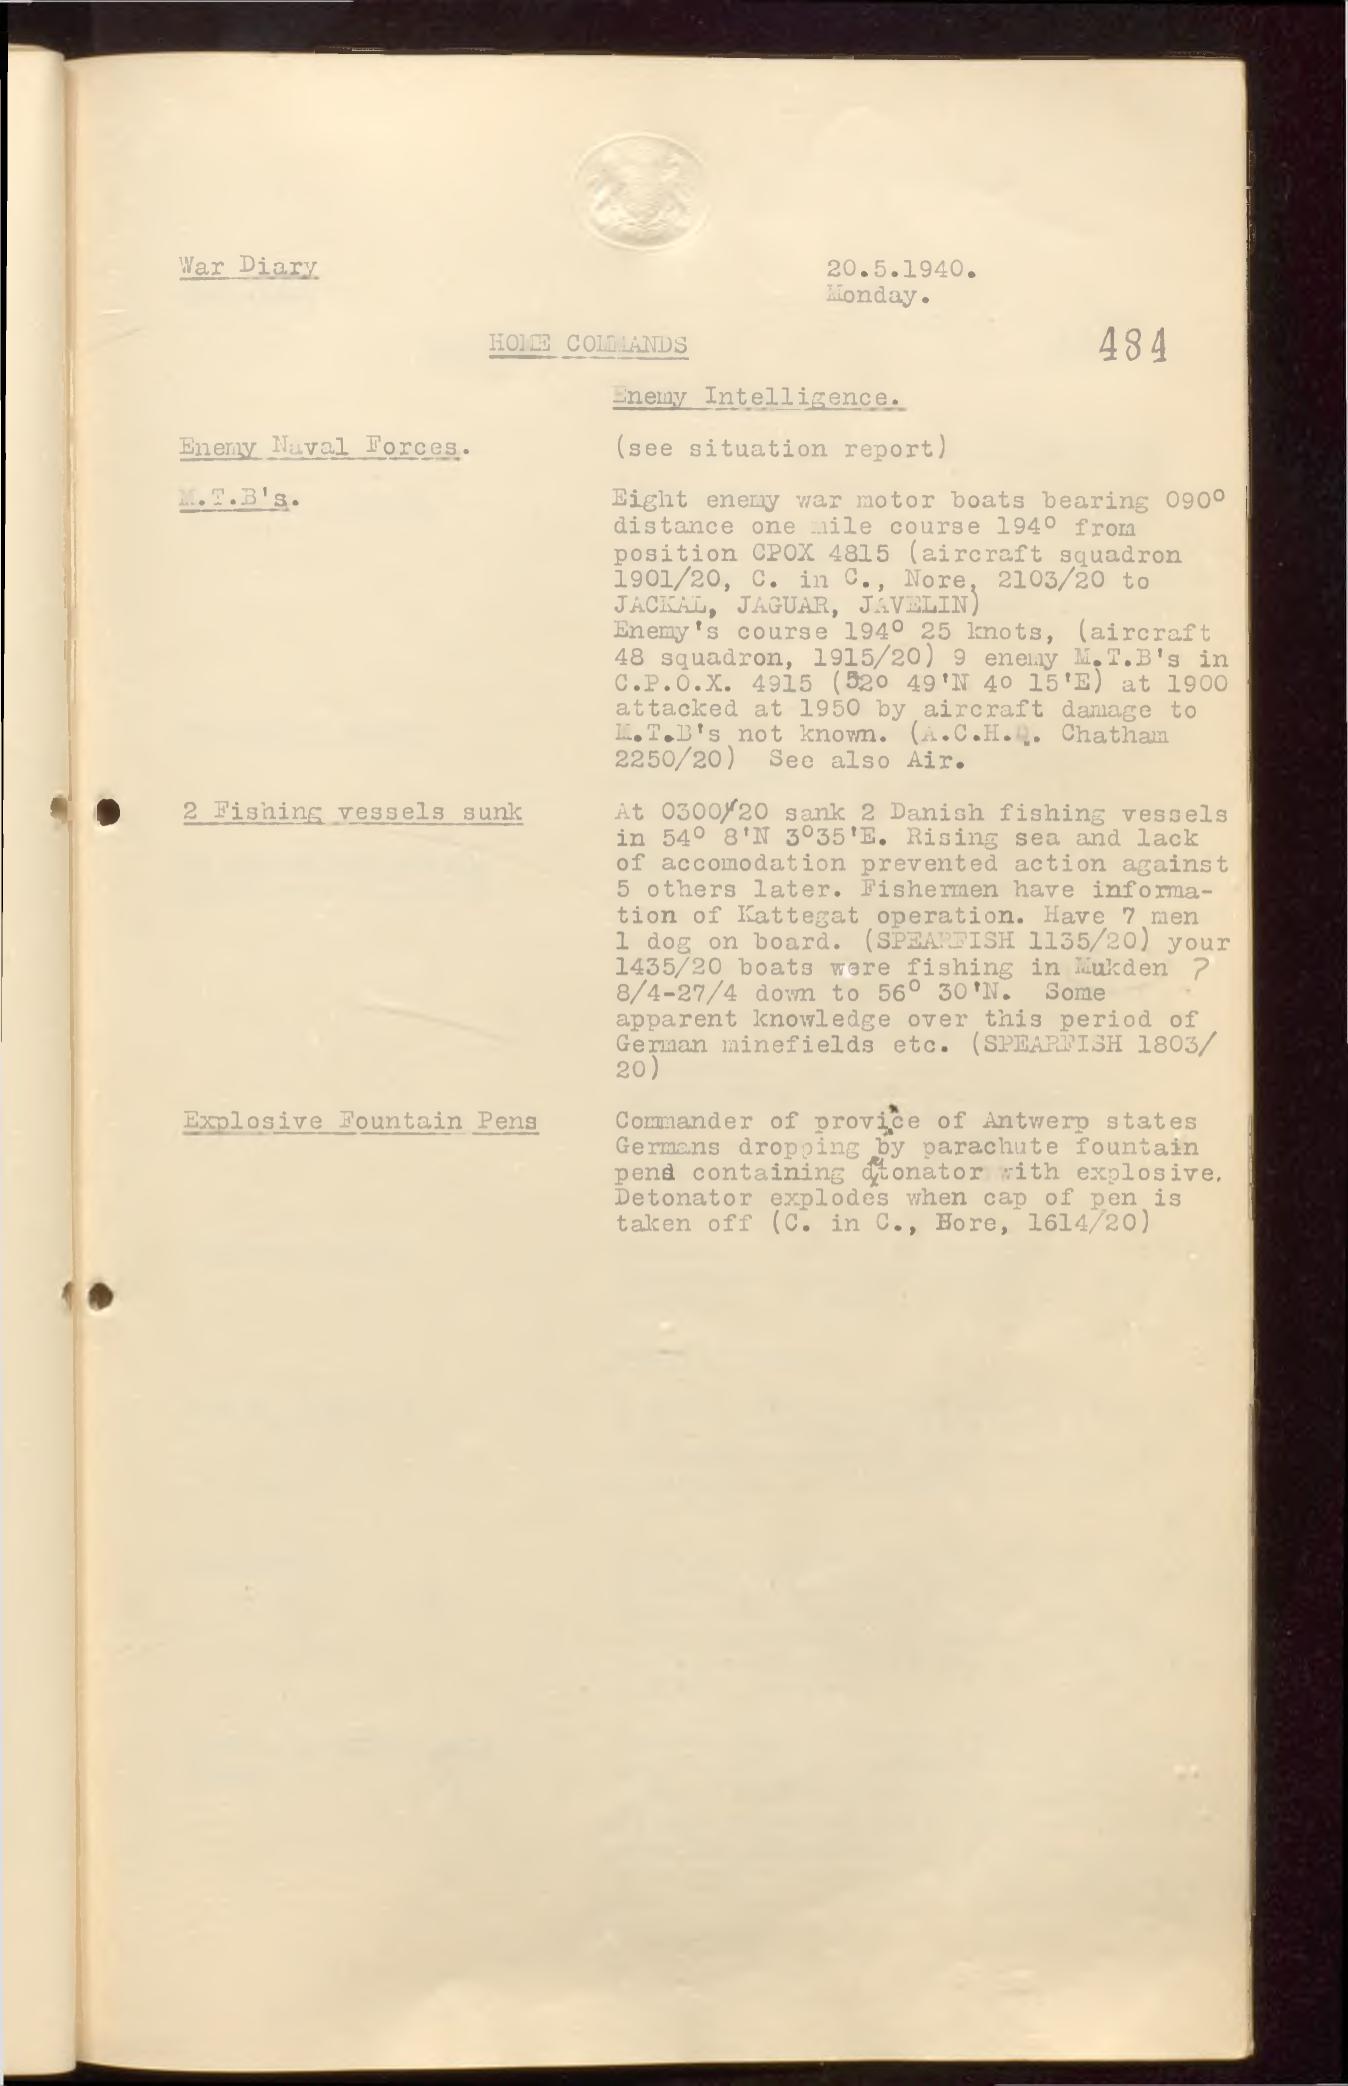 War Diary
20.5.1940.
Monday.
HOME COMMANDS
484
Enemy Intelligence.
Enemy Naval Forces.
(see situation report)
M.T.B's.
Eight enemy war motor boats bearing 090°
distance one mile course 194° from
position CPOX 4815 (aircraft squadron
1901/20, C. in C., Nore, 2103/20 to
JACKAL, JAGUAR, JAVELIN)
Enemy's course 194° 25 knots, (aircraft
48 squadron, 1915/20) 9 enemy M.T.B's in
C.P.O.X. 4915 (52° 49'N 4° 15'E) at 1900
attacked at 1950 by aircraft damage to
M.T.B's not known. (A.C.H.Q. Chatham
2250/20) See also Air.
2 Fishing vessels sunk
At 0300/20 sank 2 Danish fishing vessels
in 54° 8'N 3°35'E. Rising sea and lack
of accomodation prevented action against
5 others later. Fishermen have informa-
tion of Kattegat operation. Have 7 men
1 dog on board. (SPEARFISH 1135/20) your
1435/20 boats were fishing in Mukden ?
8/4-27/4 down to 56° 30'N. Some
apparent knowledge over this period of
German minefields etc. (SPEARFISH 1803/
20)
Explosive Fountain Pens
Commander of province of Antwerp states
Germans dropping by parachute fountain
pens containing detonator with explosive.
Detonator explodes when cap of pen is
taken off (C. in C., Bore, 1614/20)